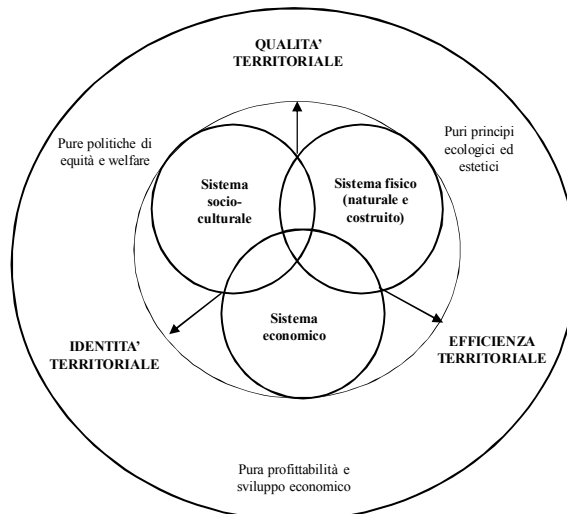 QUALITA’
TERRITORIALE
Pure politiche di
equità e welfare
Puri principi
ecologici ed
estetici
Sistema
socio-
culturale
Sistema fisico
(naturale e
costruito)
Sistema
economico
IDENTITA’
TERRITORIALE
EFFICIENZA
TERRITORIALE
Pura profittabilità e
sviluppo economico